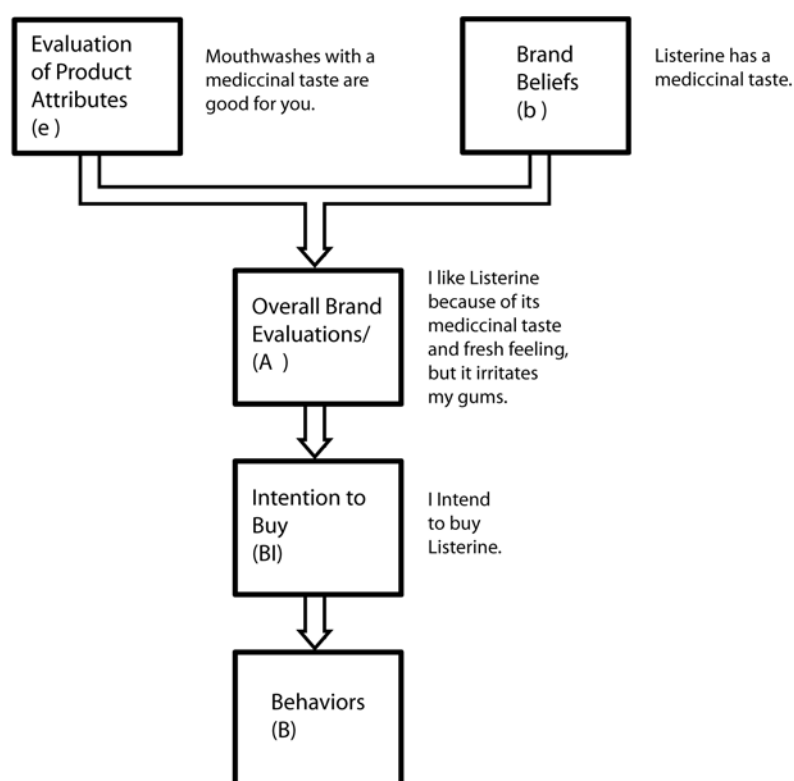 Evaluation
of Product
Attributes
(e )
Mouthwashes with a
mediccinal taste are
good for you.
Brand
Beliefs
(b )
Listerine has a
mediccinal taste.
Overall Brand
Evaluations/
(A )
I like Listerine
because of its
mediccinal taste
and fresh feeling,
but it irritates
my gums.
Intention to
Buy
(BI)
I Intend
to buy
Listerine.
Behaviors
(B)